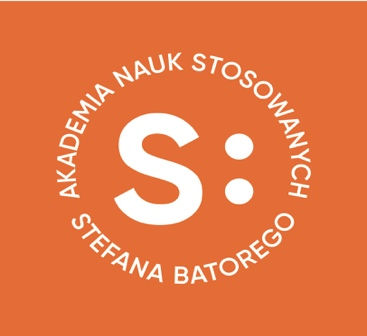 AKADEMIA NAUK STOSOWANYCH
S:
STEFANA BATOREGO